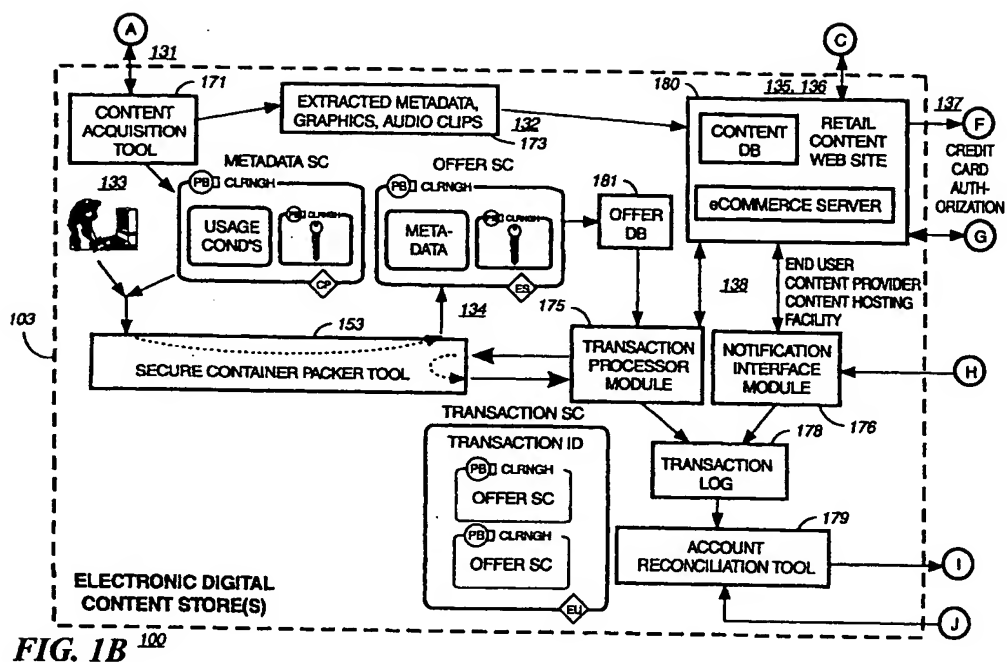 A
131
171
CONTENT
ACQUISITION
TOOL
EXTRACTED METADATA,
GRAPHICS, AUDIO CLIPS
132
173
C
180
135, 136
137
CONTENT
DB
RETAIL
CONTENT
WEB SITE
eCOMMERCE SERVER
F
CREDIT
CARD
AUTH-
ORIZATION
G
133
METADATA SC
PB CLRNGH
USAGE
COND'S
PB CLRNGH
CP
OFFER SC
PB CLRNGH
META-
DATA
PB CLRNGH
ES
181
OFFER
DB
138
END USER
CONTENT PROVIDER
CONTENT HOSTING
FACILITY
103
153
134
SECURE CONTAINER PACKER TOOL
175
TRANSACTION
PROCESSOR
MODULE
NOTIFICATION
INTERFACE
MODULE
H
176
TRANSACTION SC
TRANSACTION ID
PB CLRNGH
OFFER SC
PB CLRNGH
OFFER SC
EU
178
TRANSACTION
LOG
179
ACCOUNT
RECONCILIATION TOOL
I
J
ELECTRONIC DIGITAL
CONTENT STORE(S)
FIG. 1B 100